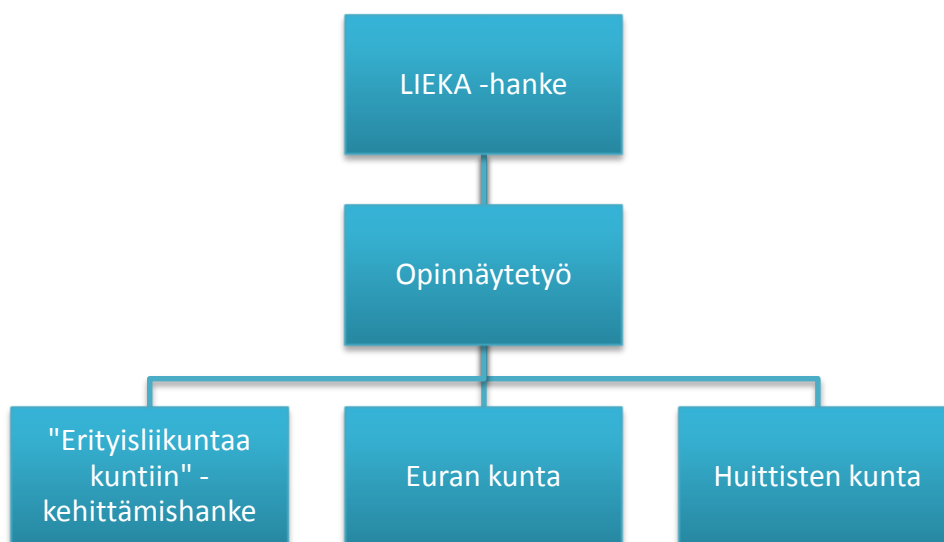 LIEKA -hanke
Opinnäytetyö
"Erityisliikuntaa
kuntiin" -
kehittämishanke
Euran kunta
Huittisten kunta